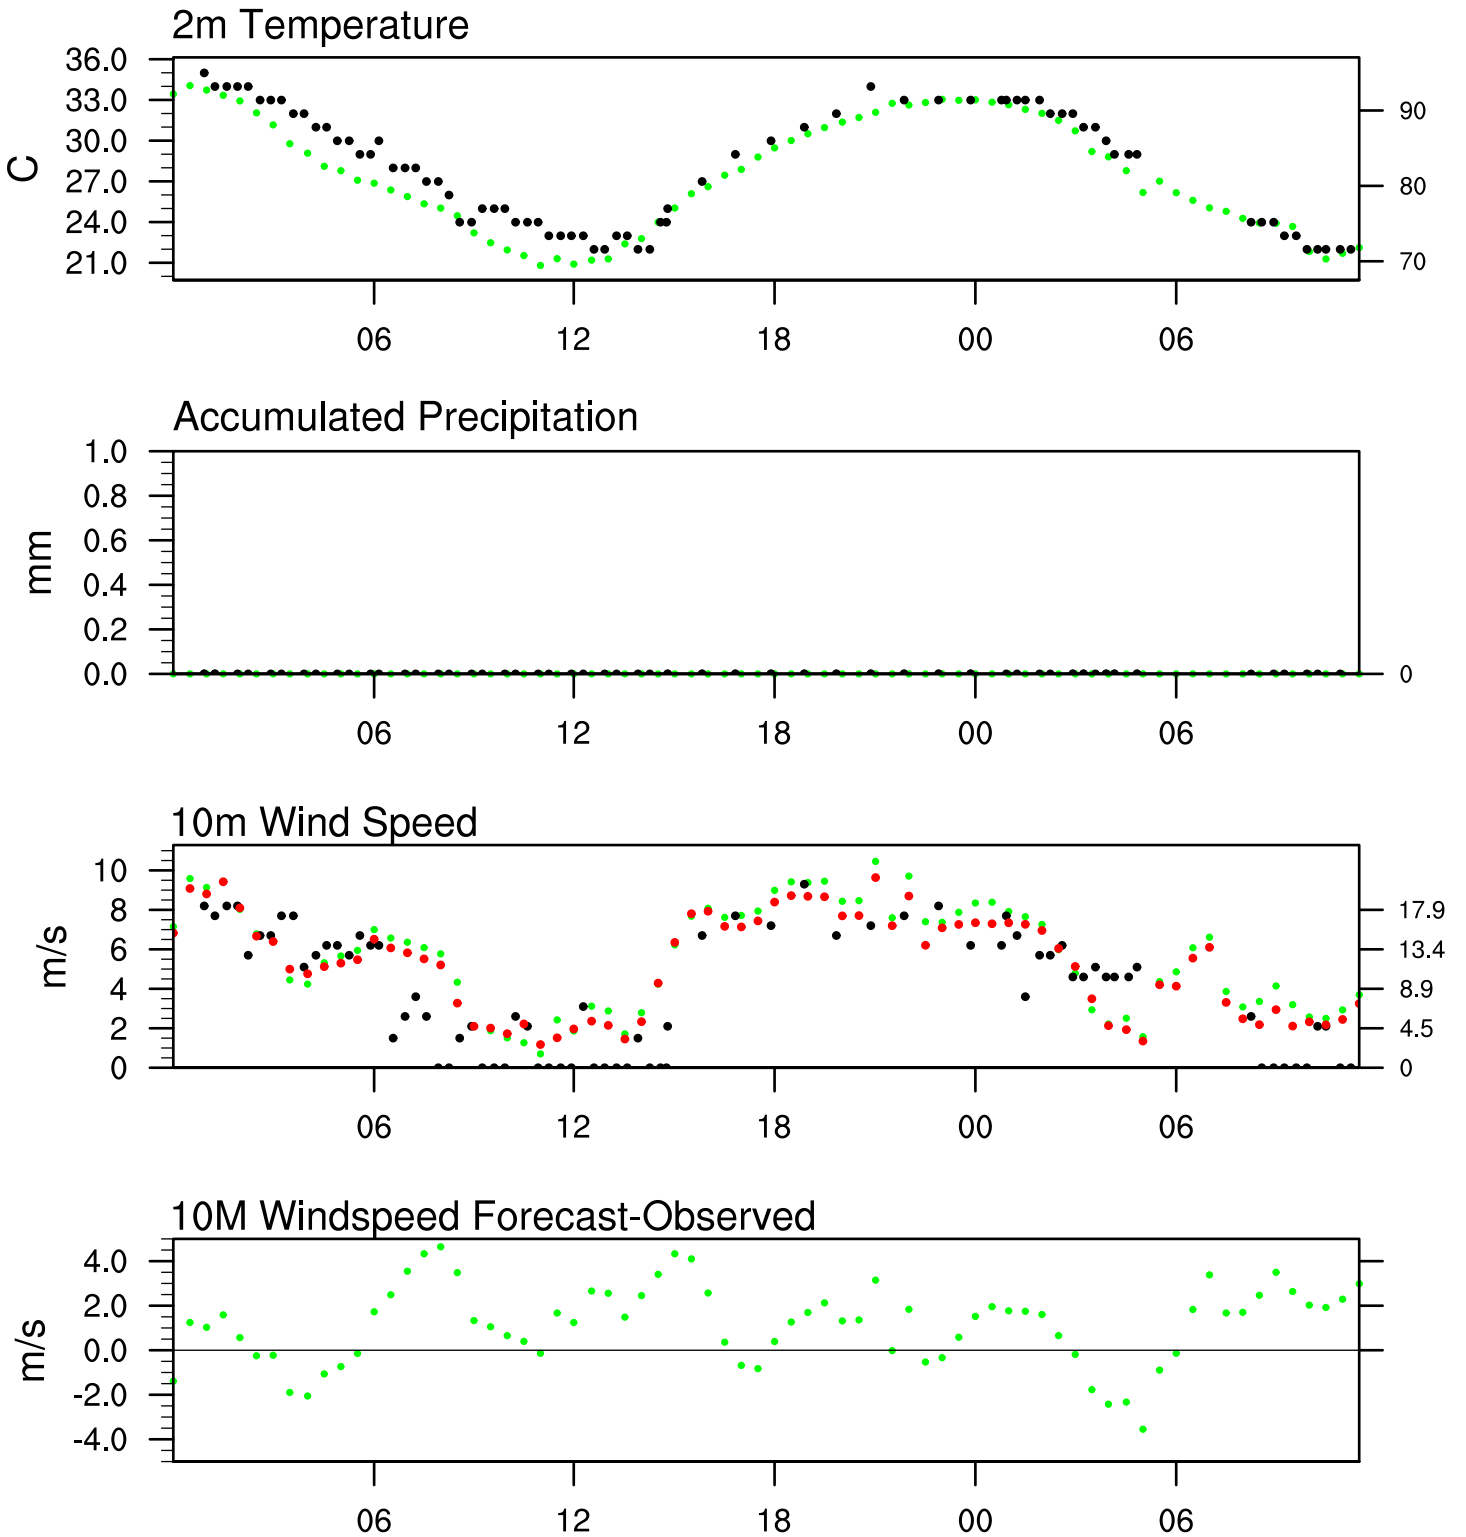 2m Temperature
36.0
33.0
30.0
27.0
24.0
21.0
C
90
80
70
06 12 18 00 06
Accumulated Precipitation
1.0
0.8
0.6
0.4
0.2
0.0
mm
0
06 12 18 00 06
10m Wind Speed
10
8
6
4
2
0
m/s
17.9
13.4
8.9
4.5
0
06 12 18 00 06
10M Windspeed Forecast-Observed
4.0
2.0
0.0
-2.0
-4.0
m/s
06 12 18 00 06